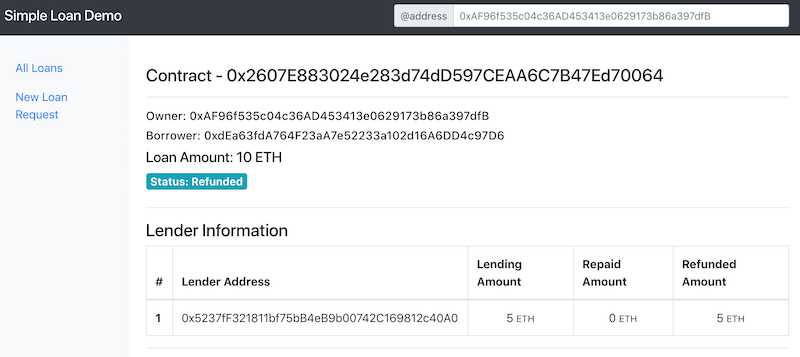 Simple Loan Demo
@address 0xAF96f535c04c36AD453413e0629173b86a397dfB
All Loans
New Loan
Request
Contract - 0x2607E883024e283d74dD597CEAA6C7B47Ed70064
Owner: 0xAF96f535c04c36AD453413e0629173b86a397dfB
Borrower: 0xdEa63fdA764F23aA7e52233a102d16A6DD4c97D6
Loan Amount: 10 ETH
Status: Refunded
Lender Information
# Lender Address Lending Amount Repaid Amount Refunded Amount
1 0x5237fF321811bf75bB4eB9b00742C169812c40A0 5 ETH 0 ETH 5 ETH